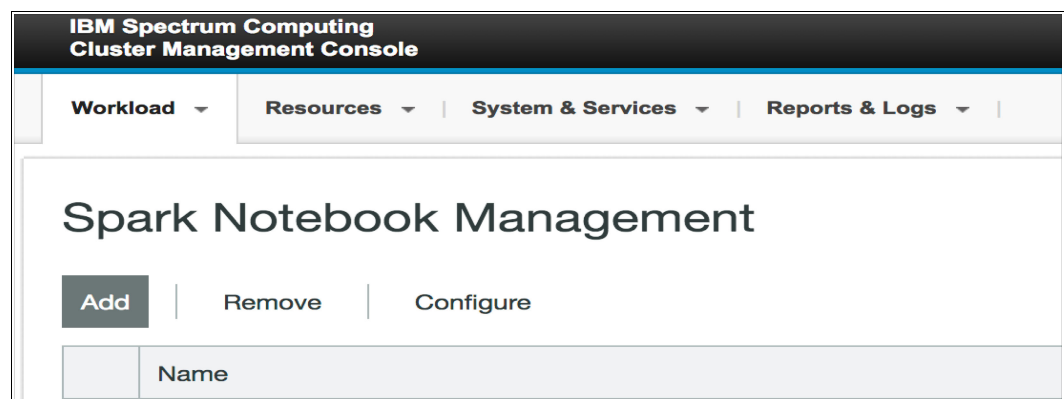 IBM Spectrum Computing
Cluster Management Console
Workload Resources System & Services Reports & Logs
Spark Notebook Management
Add Remove Configure
Name